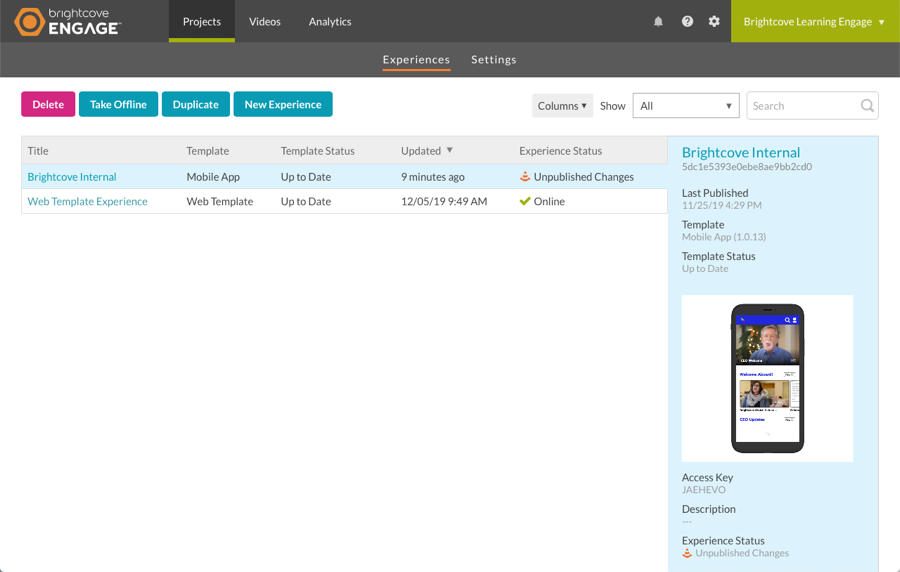 brightcove
ENGAGE™
Projects
Videos
Analytics
Brightcove Learning Engage ▼
Experiences
Settings
Delete
Take Offline
Duplicate
New Experience
Columns ▾
Show
All
Search
Title
Template
Template Status
Updated ▼
Experience Status
Brightcove Internal
Mobile App
Up to Date
9 minutes ago
Unpublished Changes
Web Template Experience
Web Template
Up to Date
12/05/19 9:49 AM
Online
Brightcove Internal
5dc1e5393e0ebe8ae9bb2cd0
Last Published
11/25/19 4:29 PM
Template
Mobile App (1.0.13)
Template Status
Up to Date
CEO Welcome
Welcome Aboard!
CEO Updates
Access Key
JAEHEVO
Description
---
Experience Status
Unpublished Changes